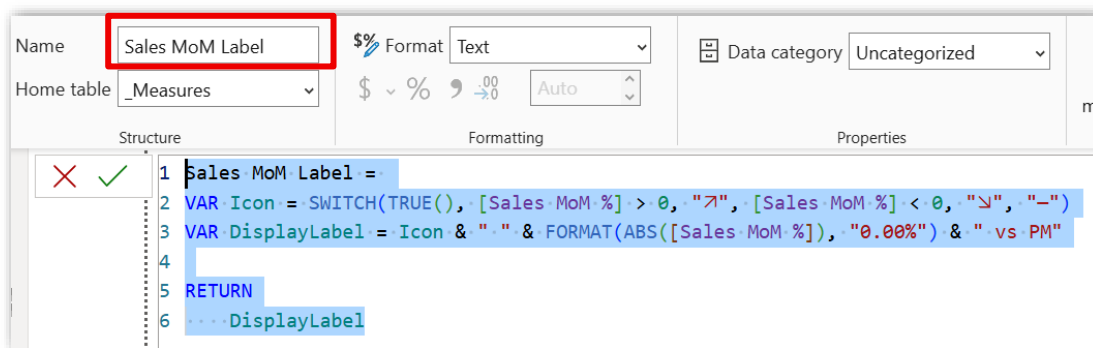 Name
Sales MoM Label
Format
Text
Data category
Uncategorized
Home table
_Measures
$
%
Auto
Structure
Formatting
Properties
1 Sales MoM Label =
2 VAR Icon = SWITCH(TRUE(), [Sales MoM %] > 0, "↗", [Sales MoM %] < 0, "↘", "—")
3 VAR DisplayLabel = Icon & " " & FORMAT(ABS([Sales MoM %]), "0.00%") & " vs PM"
4
5 RETURN
6 DisplayLabel